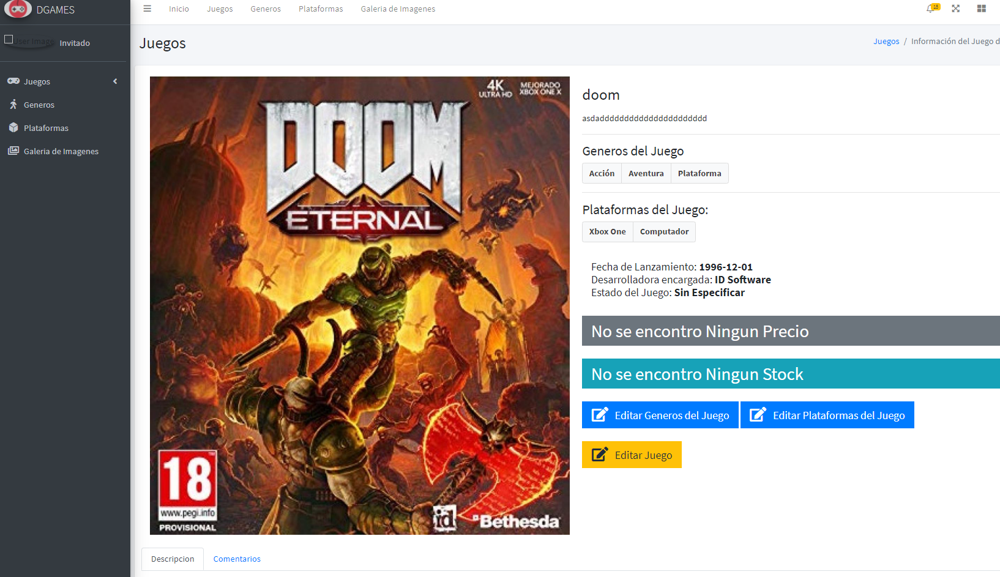 DGAMES
Inicio Juegos Generos Plataformas Galeria de Imagenes
15
User Image Invitado
Juegos
Generos
Plataformas
Galeria de Imagenes
Juegos
Juegos / Información del Juego d
4K
ULTRA HD
MEJORADO
XBOX ONE X
DOOM
ETERNAL
18
www.pegi.info
PROVISIONAL
id
Bethesda
doom
asdadddddddddddddddddddddd
Generos del Juego
Acción Aventura Plataforma
Plataformas del Juego:
Xbox One Computador
Fecha de Lanzamiento: 1996-12-01
Desarrolladora encargada: ID Software
Estado del Juego: Sin Especificar
No se encontro Ningun Precio
No se encontro Ningun Stock
Editar Generos del Juego Editar Plataformas del Juego
Editar Juego
Descripcion Comentarios